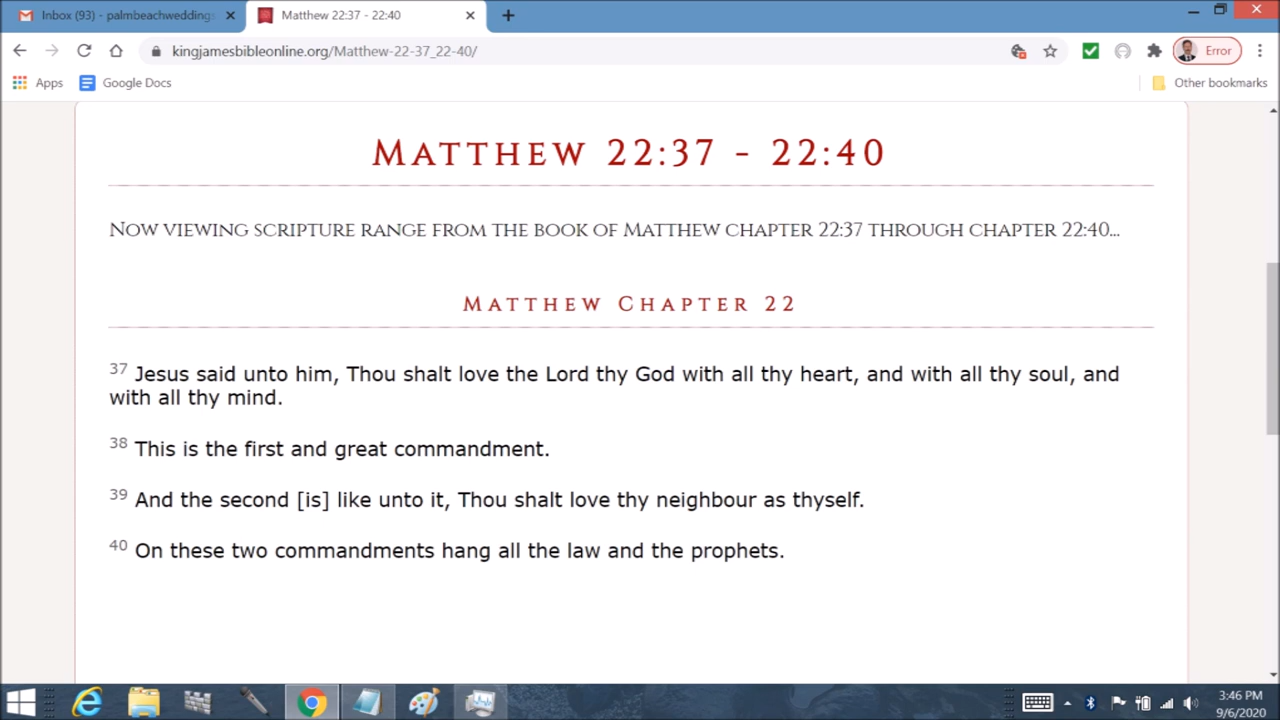 Inbox (93) - palmbeachwedding
Matthew 22:37 - 22:40
kingjamesbibleonline.org/Matthew-22-37_22-40/
Error
Apps
Google Docs
Other bookmarks
Matthew 22:37 - 22:40
Now viewing scripture range from the book of Matthew chapter 22:37 through chapter 22:40...
Matthew Chapter 22
37 Jesus said unto him, Thou shalt love the Lord thy God with all thy heart, and with all thy soul, and
with all thy mind.
38 This is the first and great commandment.
39 And the second [is] like unto it, Thou shalt love thy neighbour as thyself.
40 On these two commandments hang all the law and the prophets.
3:46 PM
9/6/2020